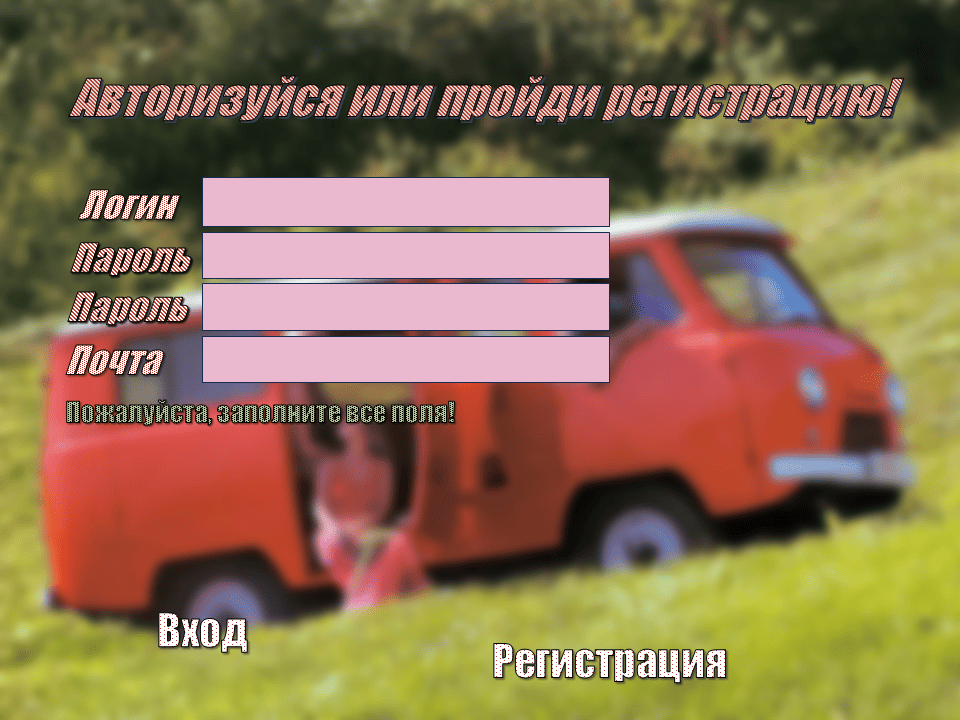 Авторизуйся или пройди регистрацию!
Логин
Пароль
Пароль
Почта
Пожалуйста, заполните все поля!
Вход
Регистрация